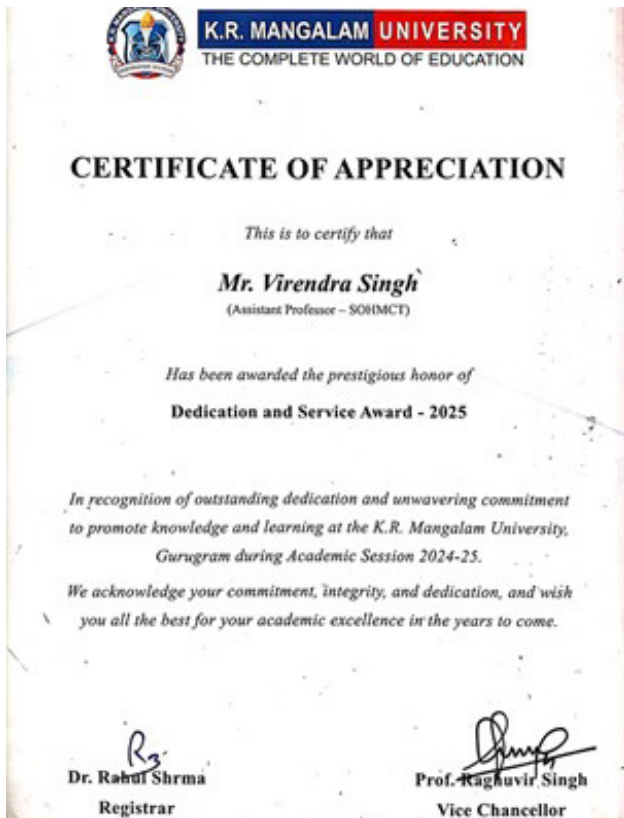 K.R. MANGALAM UNIVERSITY
THE COMPLETE WORLD OF EDUCATION
CERTIFICATE OF APPRECIATION
This is to certify that
Mr. Virendra Singh
(Assistant Professor – SOHMCT)
Has been awarded the prestigious honor of
Dedication and Service Award - 2025
In recognition of outstanding dedication and unwavering commitment
to promote knowledge and learning at the K.R. Mangalam University,
Gurugram during Academic Session 2024-25.
We acknowledge your commitment, integrity, and dedication, and wish
you all the best for your academic excellence in the years to come.
Dr. Rahul Shrma
Prof. Raghuvir Singh
Registrar
Vice Chancellor